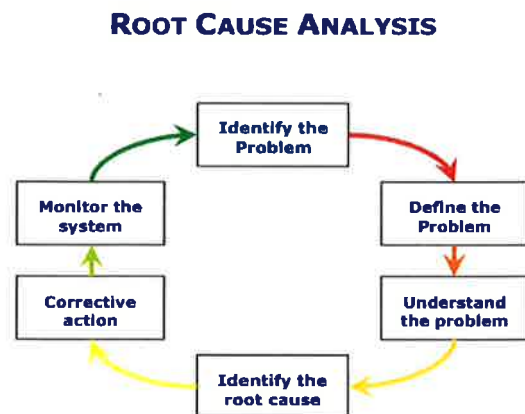 ROOT CAUSE ANALYSIS
Identify the
Problem
Define the
Problem
Understand
the problem
Identify the
root cause
Corrective
action
Monitor the
system